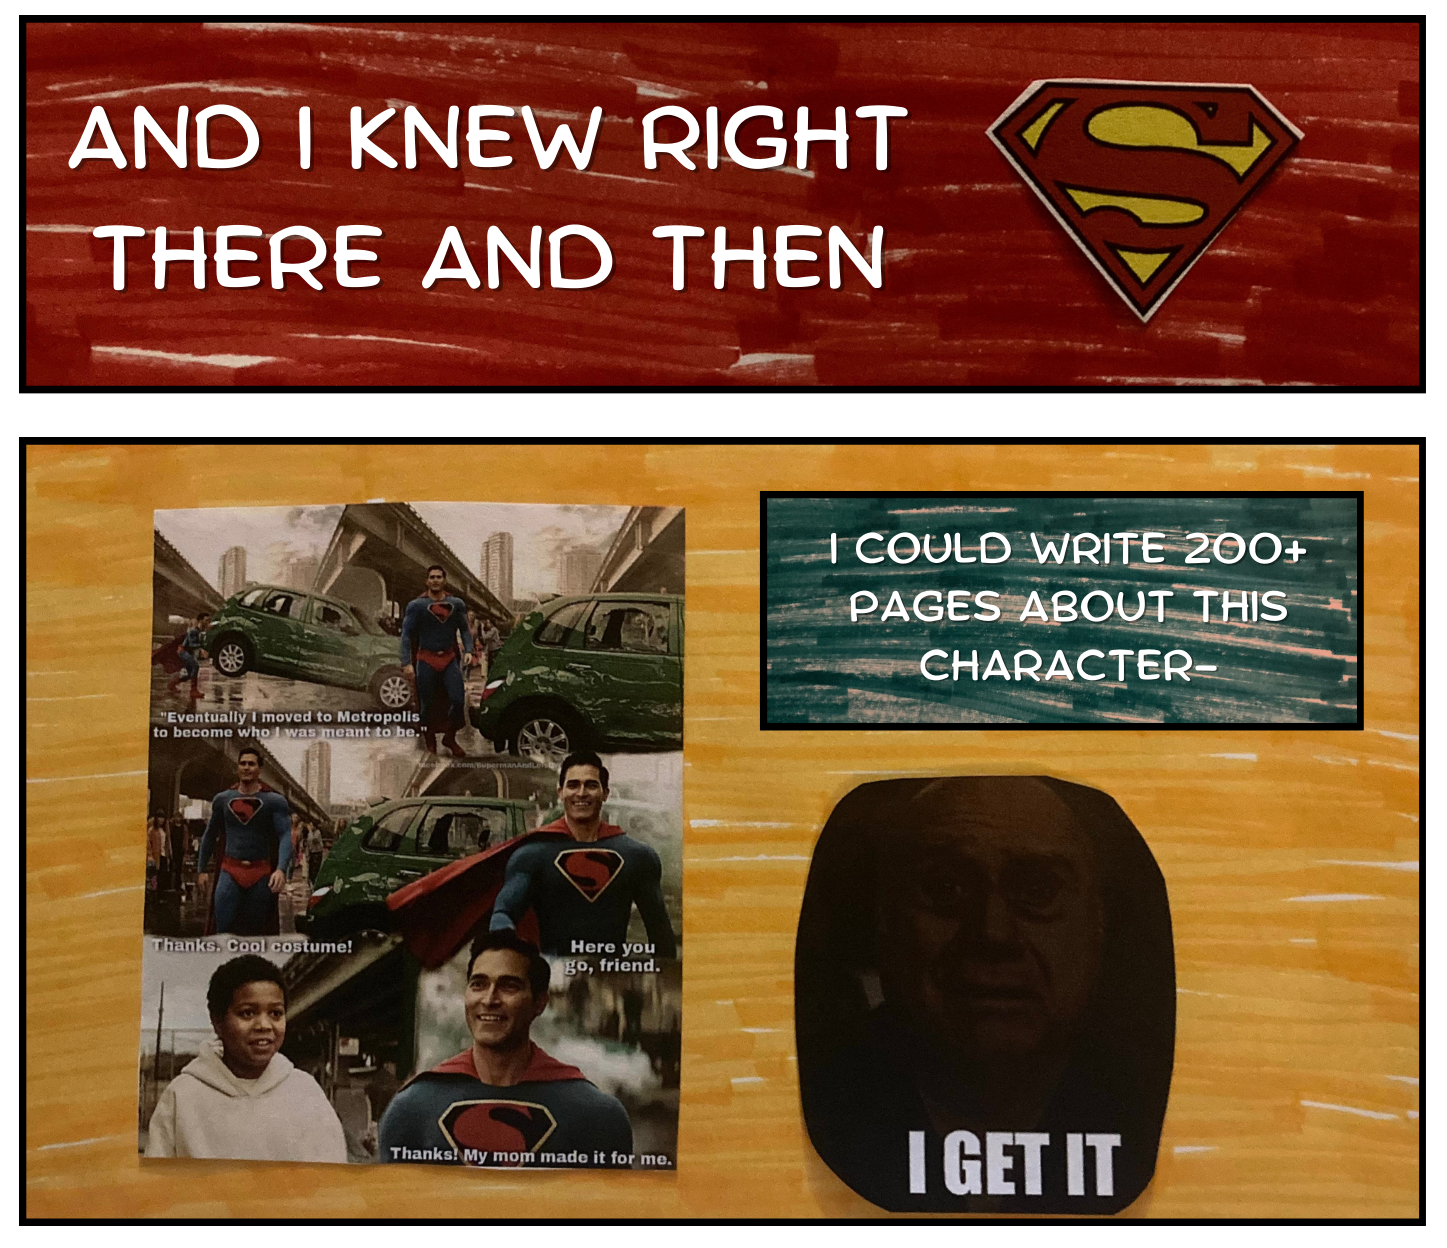 AND I KNEW RIGHT
THERE AND THEN
S
I COULD WRITE 200+
PAGES ABOUT THIS
CHARACTER-
"Eventually I moved to Metropolis
to become who I was meant to be."
Thanks. Cool costume!
Here you
go, friend.
Thanks! My mom made it for me.
I GET IT